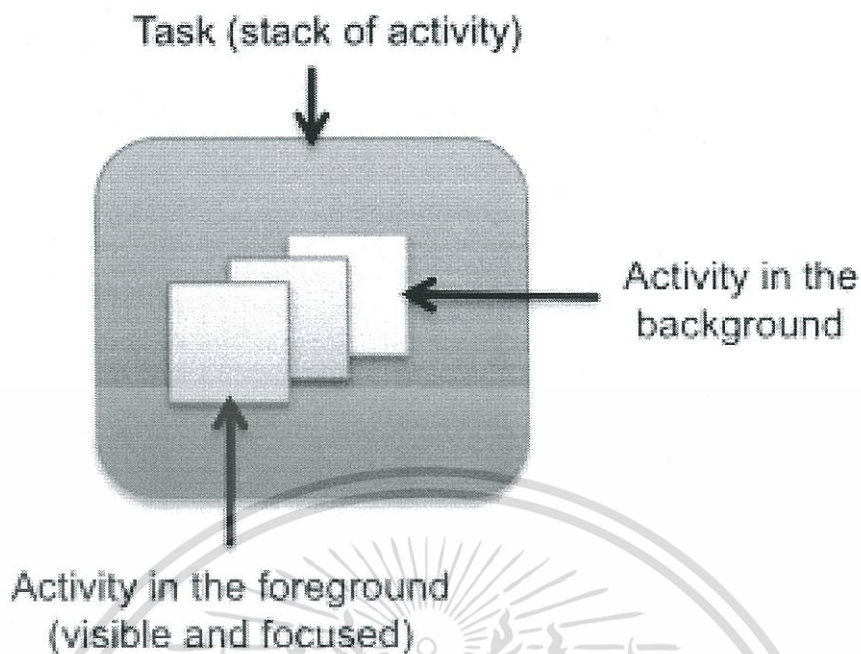 Task (stack of activity)
Activity in the
background
Activity in the foreground
(visible and focused)